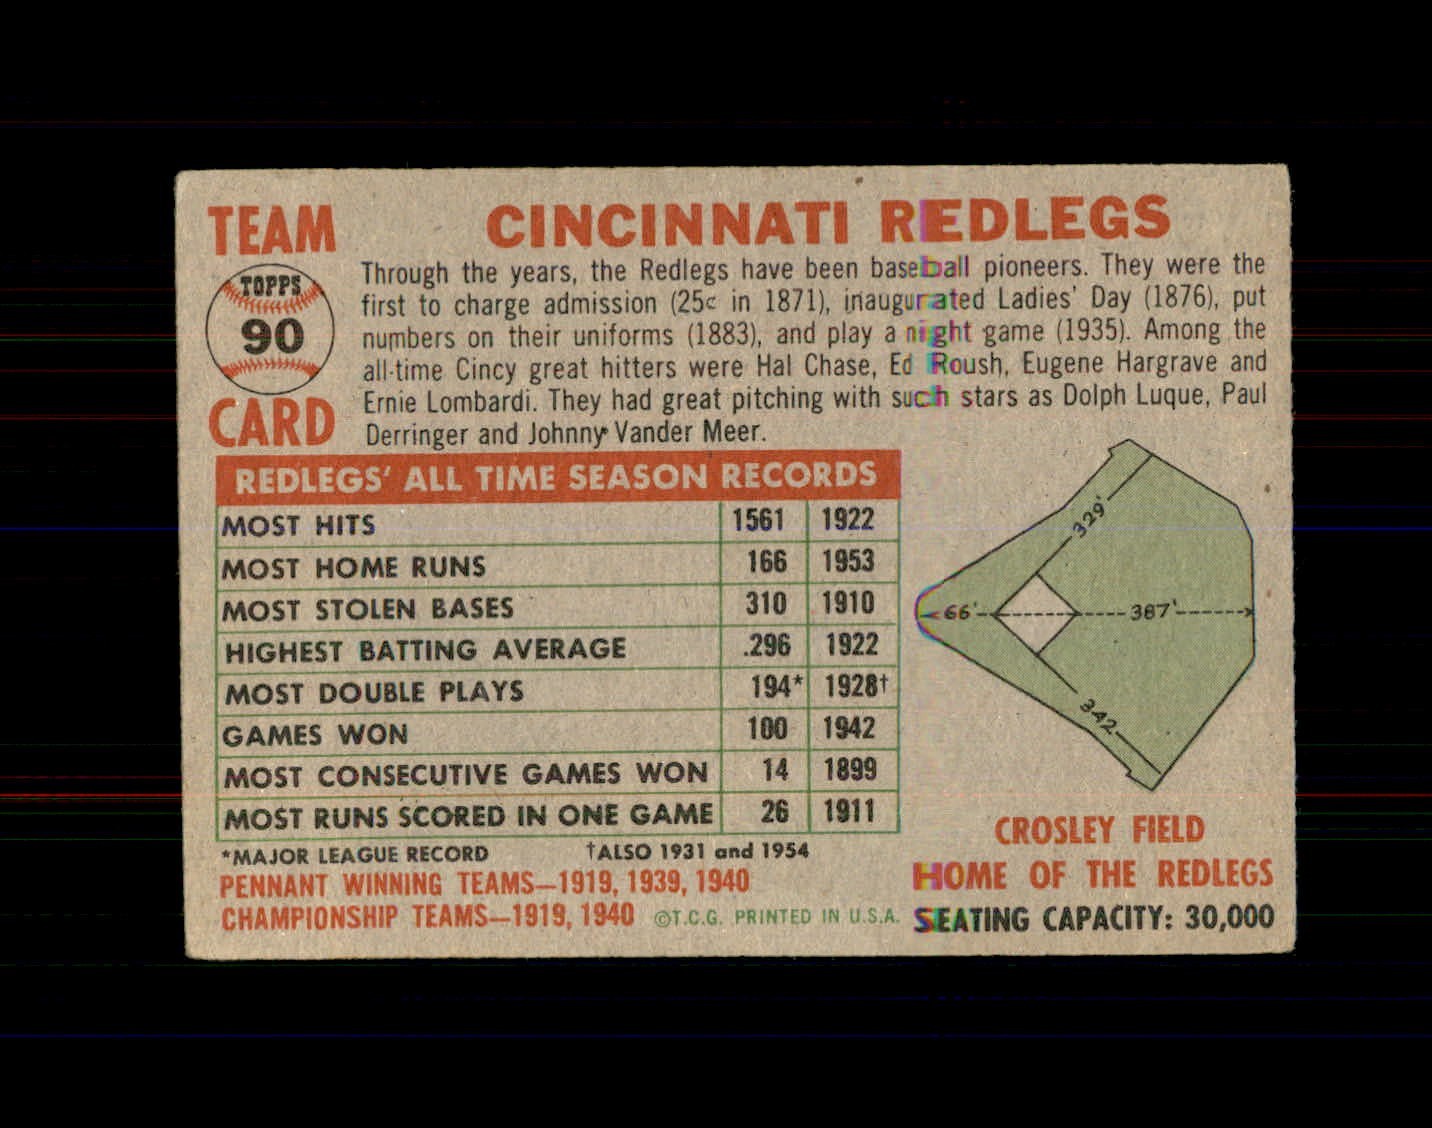 TEAM
TOPPS
90
CARD
CINCINNATI REDLEGS
Through the years, the Redlegs have been baseball pioneers. They were the
first to charge admission (25¢ in 1871), inaugurated Ladies' Day (1876), put
numbers on their uniforms (1883), and play a night game (1935). Among the
all-time Cincy great hitters were Hal Chase, Ed Roush, Eugene Hargrave and
Ernie Lombardi. They had great pitching with such stars as Dolph Luque, Paul
Derringer and Johnny Vander Meer.
REDLEGS' ALL TIME SEASON RECORDS
MOST HITS 1561 1922
MOST HOME RUNS 166 1953
MOST STOLEN BASES 310 1910
HIGHEST BATTING AVERAGE .296 1922
MOST DOUBLE PLAYS 194* 1928†
GAMES WON 100 1942
MOST CONSECUTIVE GAMES WON 14 1899
MOST RUNS SCORED IN ONE GAME 26 1911
*MAJOR LEAGUE RECORD †ALSO 1931 and 1954
PENNANT WINNING TEAMS—1919, 1939, 1940
CHAMPIONSHIP TEAMS—1919, 1940 ©T.C.G. PRINTED IN U.S.A.
329'
66' 387'
342'
CROSLEY FIELD
HOME OF THE REDLEGS
SEATING CAPACITY: 30,000